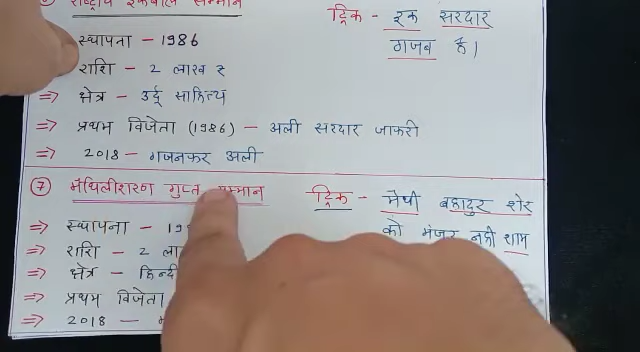 राष्ट्रीय इकबाल सम्मान
ट्रिक - इक सरदार
गजब है।
स्थापना - 1986
राशि - 2 लाख र
⇒ क्षेत्र - उर्दू साहित्य
⇒ प्रथम विजेता (1986) - अली सरदार जाफरी
⇒ 2018 - गजनफर अली
⑦ मैथिलीशरण गुप्त सम्मान
ट्रिक - मैथी बहादुर शेर
को मंजर नही शाम
⇒ स्थापना - 19
⇒ राशि - 2 ला
⇒ क्षेत्र - हिन्दी
⇒ प्रथम विजेता
⇒ 2018 -